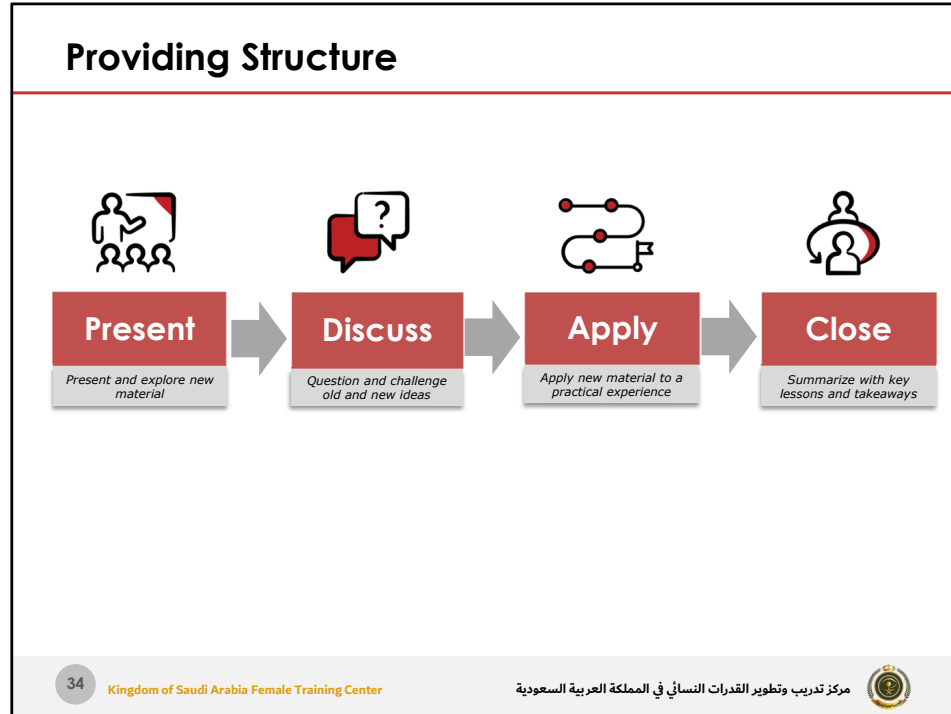 Providing Structure
?
Present
Present and explore new
material
Discuss
Question and challenge
old and new ideas
Apply
Apply new material to a
practical experience
Close
Summarize with key
lessons and takeaways
34
Kingdom of Saudi Arabia Female Training Center
مركز تدريب وتطوير القدرات النسائي في المملكة العربية السعودية